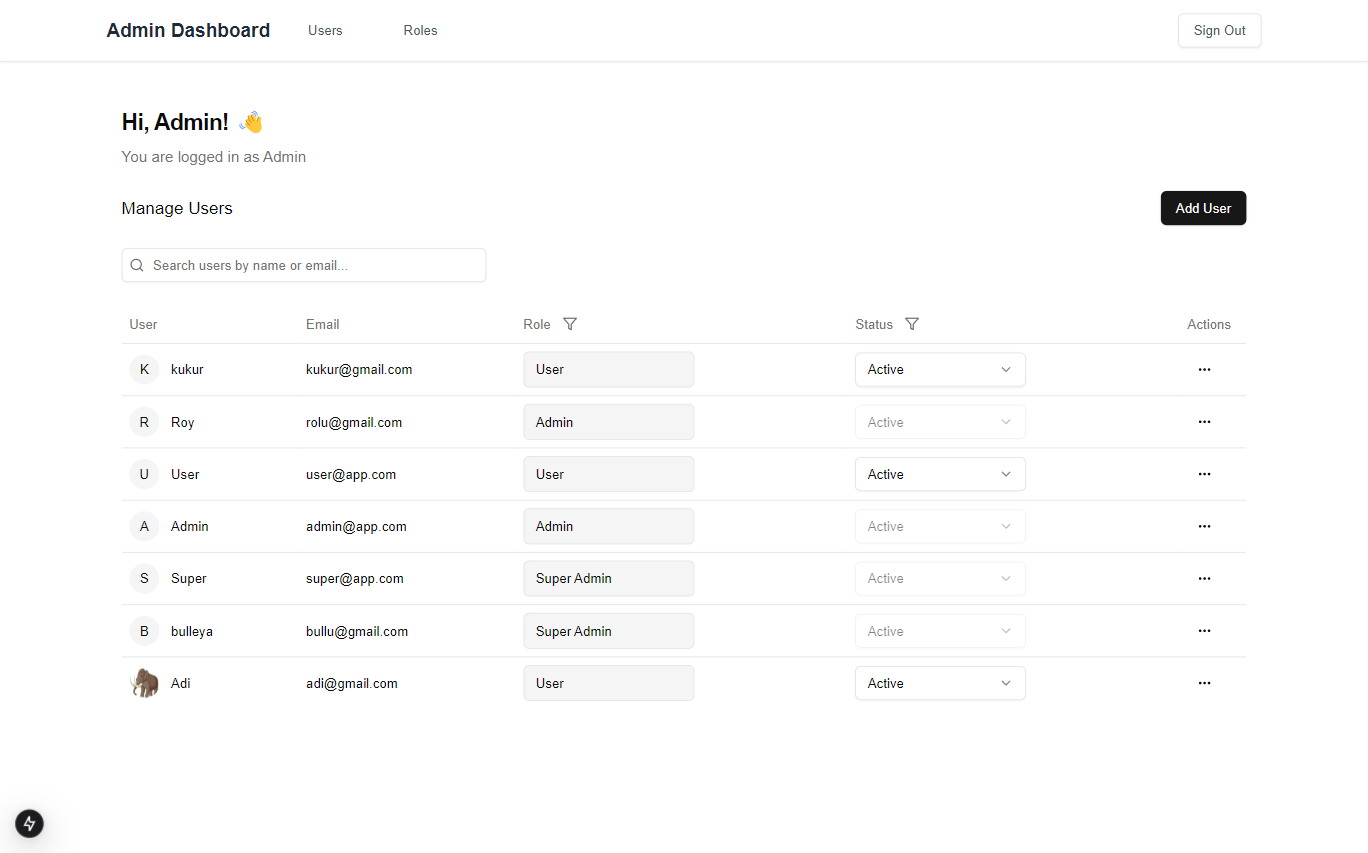 Admin Dashboard Users Roles Sign Out
Hi, Admin! 👋
You are logged in as Admin
Manage Users Add User
Search users by name or email...
User Email Role Status Actions
K kukur kukur@gmail.com User Active
R Roy rolu@gmail.com Admin Active
U User user@app.com User Active
A Admin admin@app.com Admin Active
S Super super@app.com Super Admin Active
B bulleya bullu@gmail.com Super Admin Active
Adi adi@gmail.com User Active